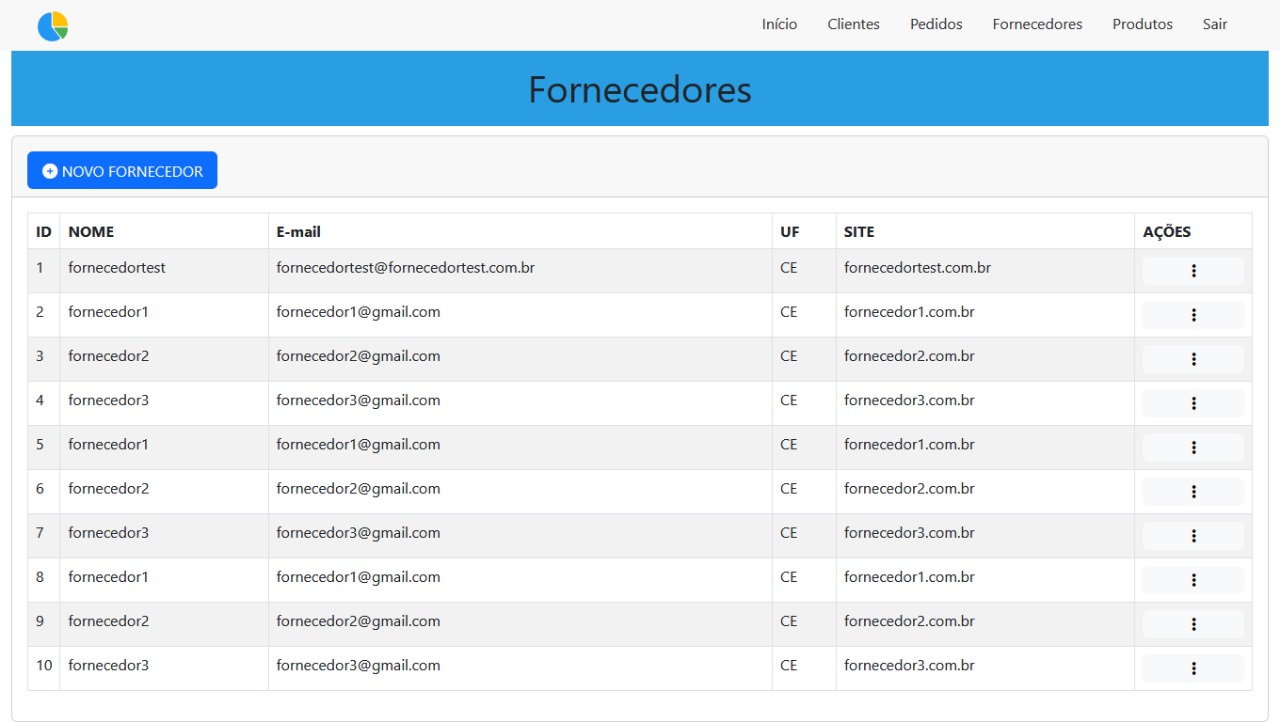 Início Clientes Pedidos Fornecedores Produtos Sair
Fornecedores
NOVO FORNECEDOR
ID NOME E-mail UF SITE AÇÕES
1 fornecedortest fornecedortest@fornecedortest.com.br CE fornecedortest.com.br
2 fornecedor1 fornecedor1@gmail.com CE fornecedor1.com.br
3 fornecedor2 fornecedor2@gmail.com CE fornecedor2.com.br
4 fornecedor3 fornecedor3@gmail.com CE fornecedor3.com.br
5 fornecedor1 fornecedor1@gmail.com CE fornecedor1.com.br
6 fornecedor2 fornecedor2@gmail.com CE fornecedor2.com.br
7 fornecedor3 fornecedor3@gmail.com CE fornecedor3.com.br
8 fornecedor1 fornecedor1@gmail.com CE fornecedor1.com.br
9 fornecedor2 fornecedor2@gmail.com CE fornecedor2.com.br
10 fornecedor3 fornecedor3@gmail.com CE fornecedor3.com.br